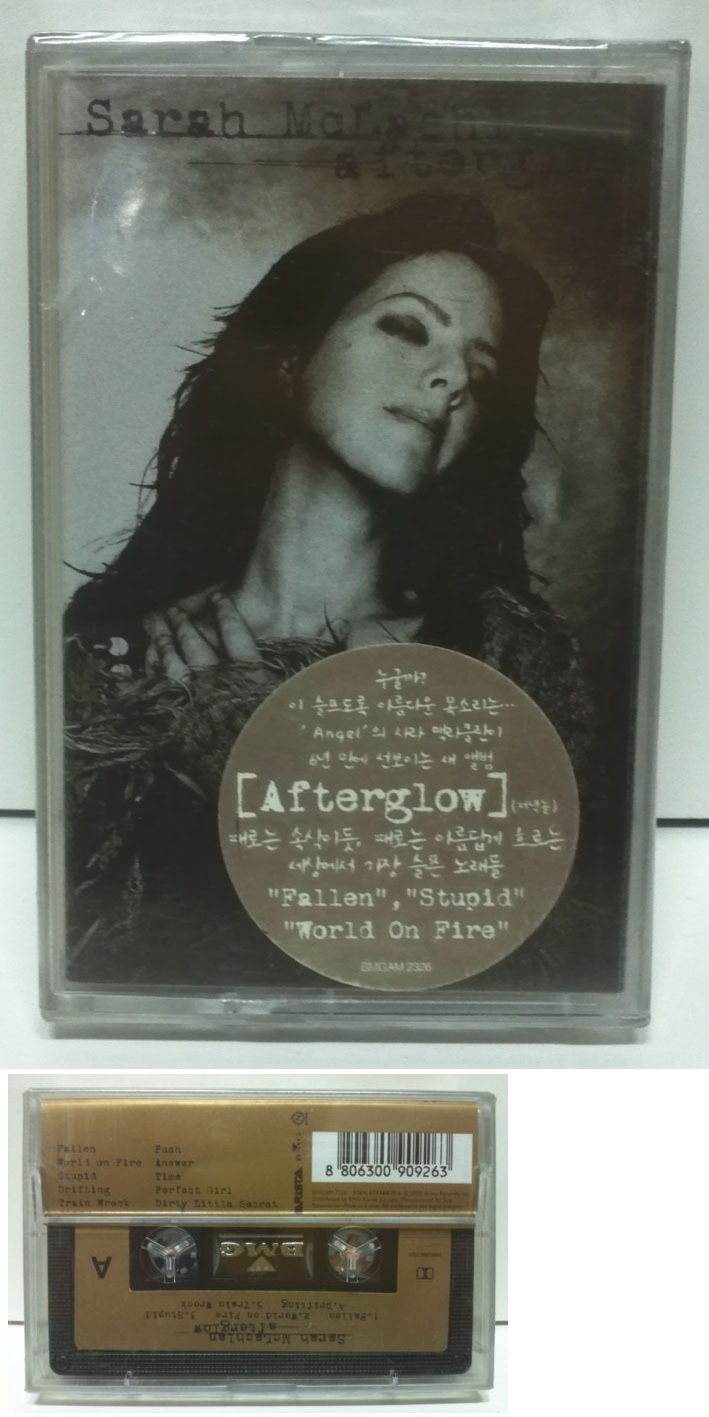 Sarah McLachl
afterglow
누굴까?
이 슬프도록 아름다운 목소리는...
'Angel'의 사라 맥라클란이
6년 만에 선보이는 새 앨범
[Afterglow]
때로는 속삭이듯, 때로는 아름답게 흐르는
세상에서 가장 슬픈 노래들
"Fallen", "Stupid"
"World On Fire"
BMGAM 2326
Fallen
World on Fire
Stupid
Drifting
Train Wreck
Push
Answer
Time
Perfect Girl
Dirty Little Secret
ARISTA
BMG
8 806300 909263
A
BMG
1.Fallen 2.World on Fire 3.Stupid
4.Drifting 5.Train Wreck
Sarah McLachlan
afterglow